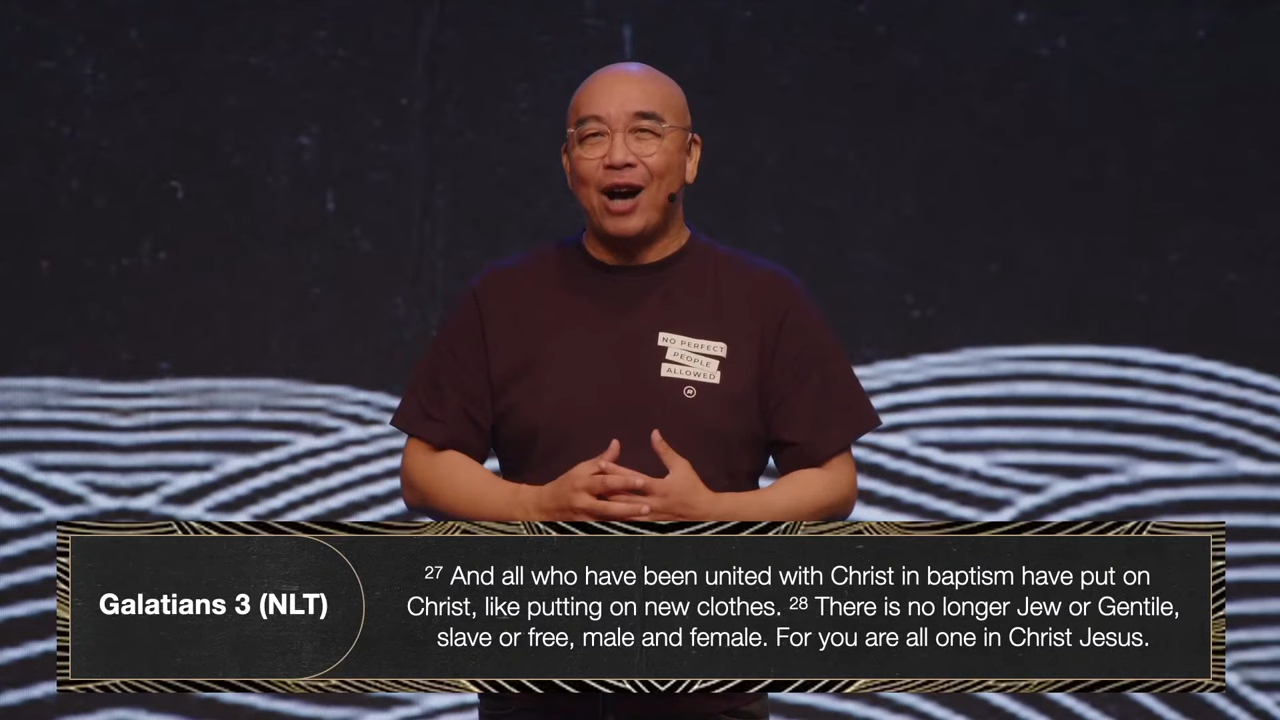 NO PERFECT
PEOPLE
ALLOWED
R
Galatians 3 (NLT)
27 And all who have been united with Christ in baptism have put on
Christ, like putting on new clothes. 28 There is no longer Jew or Gentile,
slave or free, male and female. For you are all one in Christ Jesus.